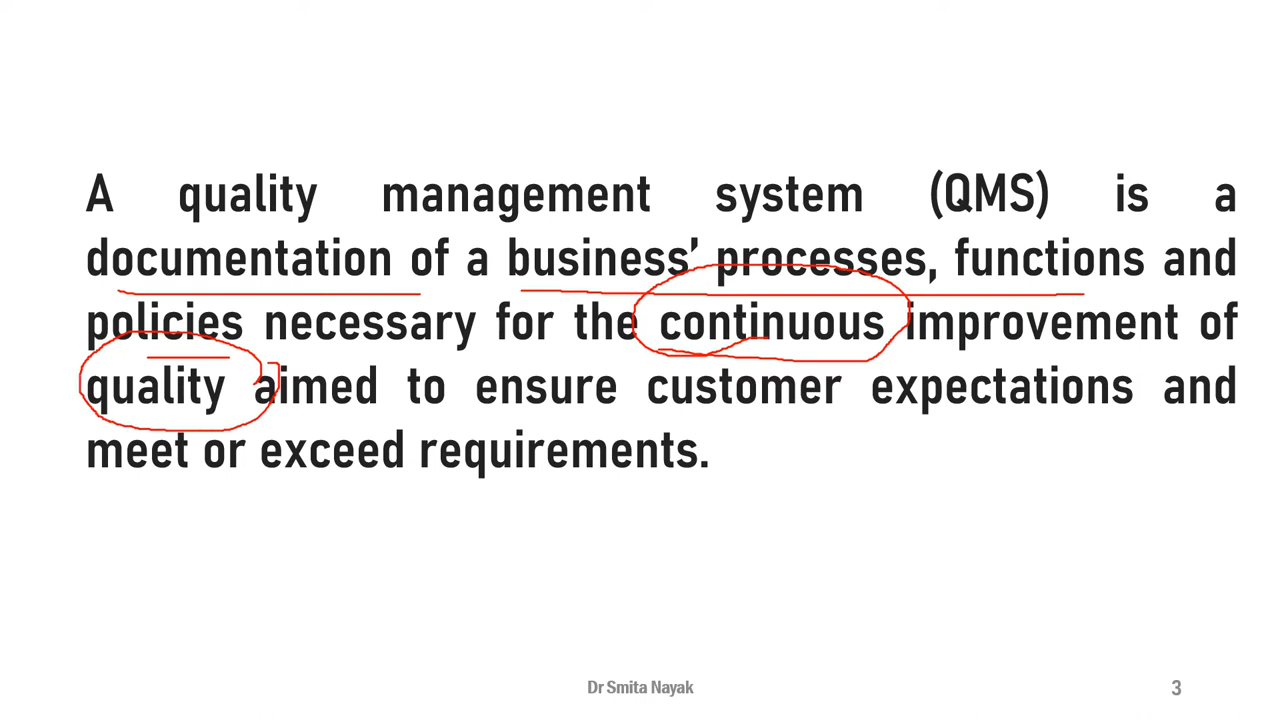 A quality management system (QMS) is a
documentation of a business’ processes, functions and
policies necessary for the continuous improvement of
quality aimed to ensure customer expectations and
meet or exceed requirements.
Dr Smita Nayak
3